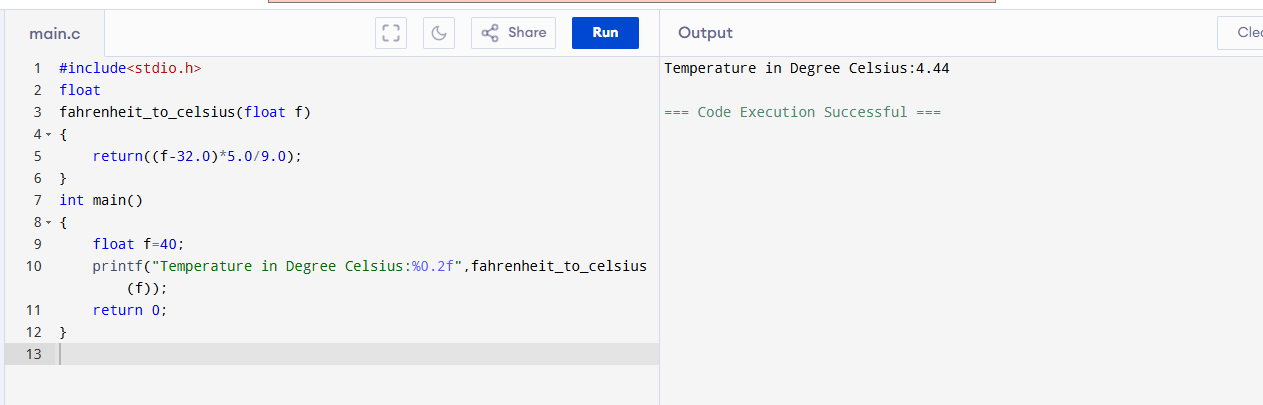 main.c
Share
Run
Output
1 #include<stdio.h>
2 float
3 fahrenheit_to_celsius(float f)
4 {
5     return((f-32.0)*5.0/9.0);
6 }
7 int main()
8 {
9     float f=40;
10     printf("Temperature in Degree Celsius:%0.2f",fahrenheit_to_celsius
(f));
11     return 0;
12 }
13
Temperature in Degree Celsius:4.44
=== Code Execution Successful ===